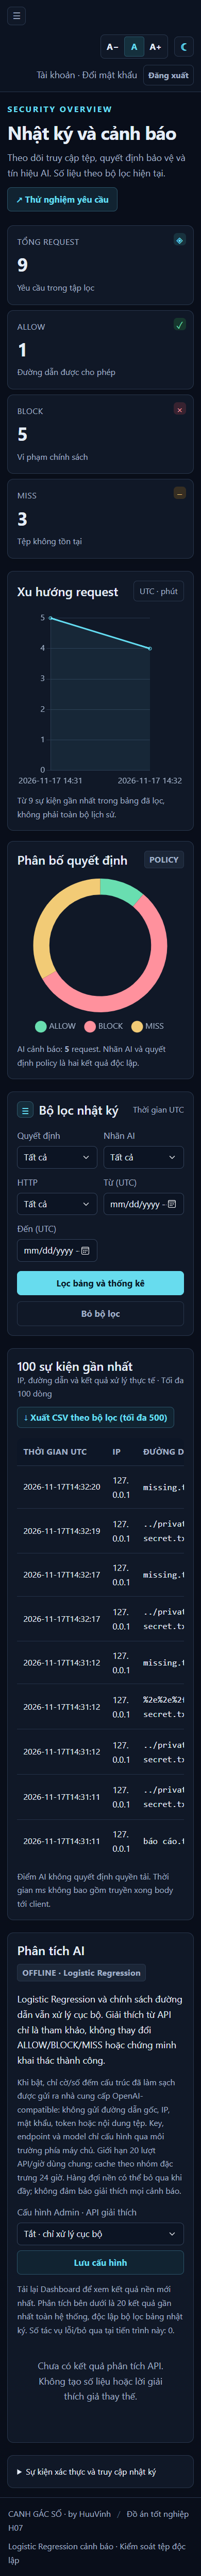 A− A A+
Tài khoản · Đổi mật khẩu Đăng xuất
SECURITY OVERVIEW
Nhật ký và cảnh báo
Theo dõi truy cập tệp, quyết định bảo vệ và
tín hiệu AI. Số liệu theo bộ lọc hiện tại.
↗ Thử nghiệm yêu cầu
TỔNG REQUEST
9
Yêu cầu trong tập lọc
ALLOW
1
Đường dẫn được cho phép
BLOCK
5
Vi phạm chính sách
MISS
3
Tệp không tồn tại
Xu hướng request UTC · phút
5
4
3
2
1
0
2026-11-17 14:31 2026-11-17 14:32
Từ 9 sự kiện gần nhất trong bảng đã lọc,
không phải toàn bộ lịch sử.
Phân bố quyết định POLICY
ALLOW BLOCK MISS
AI cảnh báo: 5 request. Nhãn AI và quyết
định policy là hai kết quả độc lập.
Bộ lọc nhật ký Thời gian UTC
Quyết định Nhãn AI
Tất cả Tất cả
HTTP Từ (UTC)
Tất cả mm/dd/yyyy -
Đến (UTC)
mm/dd/yyyy -
Lọc bảng và thống kê
Bỏ bộ lọc
100 sự kiện gần nhất
IP, đường dẫn và kết quả xử lý thực tế · Tối đa
100 dòng
↓ Xuất CSV theo bộ lọc (tối đa 500)
THỜI GIAN UTC IP ĐƯỜNG D
2026-11-17T14:32:20 127.0.0.1 missing.t
2026-11-17T14:32:19 127.0.0.1 ../privat secret.tx
2026-11-17T14:32:17 127.0.0.1 missing.t
2026-11-17T14:32:17 127.0.0.1 ../privat secret.tx
2026-11-17T14:31:12 127.0.0.1 missing.t
2026-11-17T14:31:12 127.0.0.1 %2e%2e%2f secret.tx
2026-11-17T14:31:12 127.0.0.1 ../privat secret.tx
2026-11-17T14:31:11 127.0.0.1 ../privat secret.tx
2026-11-17T14:31:11 127.0.0.1 báo cáo.t
Điểm AI không quyết định quyền tải. Thời
gian ms không bao gồm truyền xong body
tới client.
Phân tích AI
OFFLINE · Logistic Regression
Logistic Regression và chính sách đường
dẫn vẫn xử lý cục bộ. Giải thích từ API
chỉ là tham khảo, không thay đổi
ALLOW/BLOCK/MISS hoặc chứng minh
khai thác thành công.
Khi bật, chỉ cờ/số đếm cấu trúc đã làm sạch
được gửi ra nhà cung cấp OpenAI-
compatible: không gửi đường dẫn gốc, IP,
mật khẩu, token hoặc nội dung tệp. Key,
endpoint và model chỉ cấu hình qua môi
trường phía máy chủ. Giới hạn 20 lượt
API/giờ dùng chung; cache theo nhóm đặc
trưng 24 giờ. Hàng đợi nền có thể bỏ qua khi
đầy; không đảm bảo giải thích mọi cảnh báo.
Cấu hình Admin · API giải thích
Tắt · chỉ xử lý cục bộ
Lưu cấu hình
Tải lại Dashboard để xem kết quả nền mới
nhất. Phân tích bên dưới là 20 kết quả gần
nhất toàn hệ thống, độc lập bộ lọc bảng nhật
ký. Số tác vụ lỗi/bỏ qua tại tiến trình này: 0.
Chưa có kết quả phân tích API.
Không tạo số liệu hoặc lời giải
thích giả thay thế.
▶ Sự kiện xác thực và truy cập nhật ký
CANH GÁC SỐ · by HuuVinh / Đồ án tốt nghiệp
H07
Logistic Regression cảnh báo · Kiểm soát tệp độc
lập